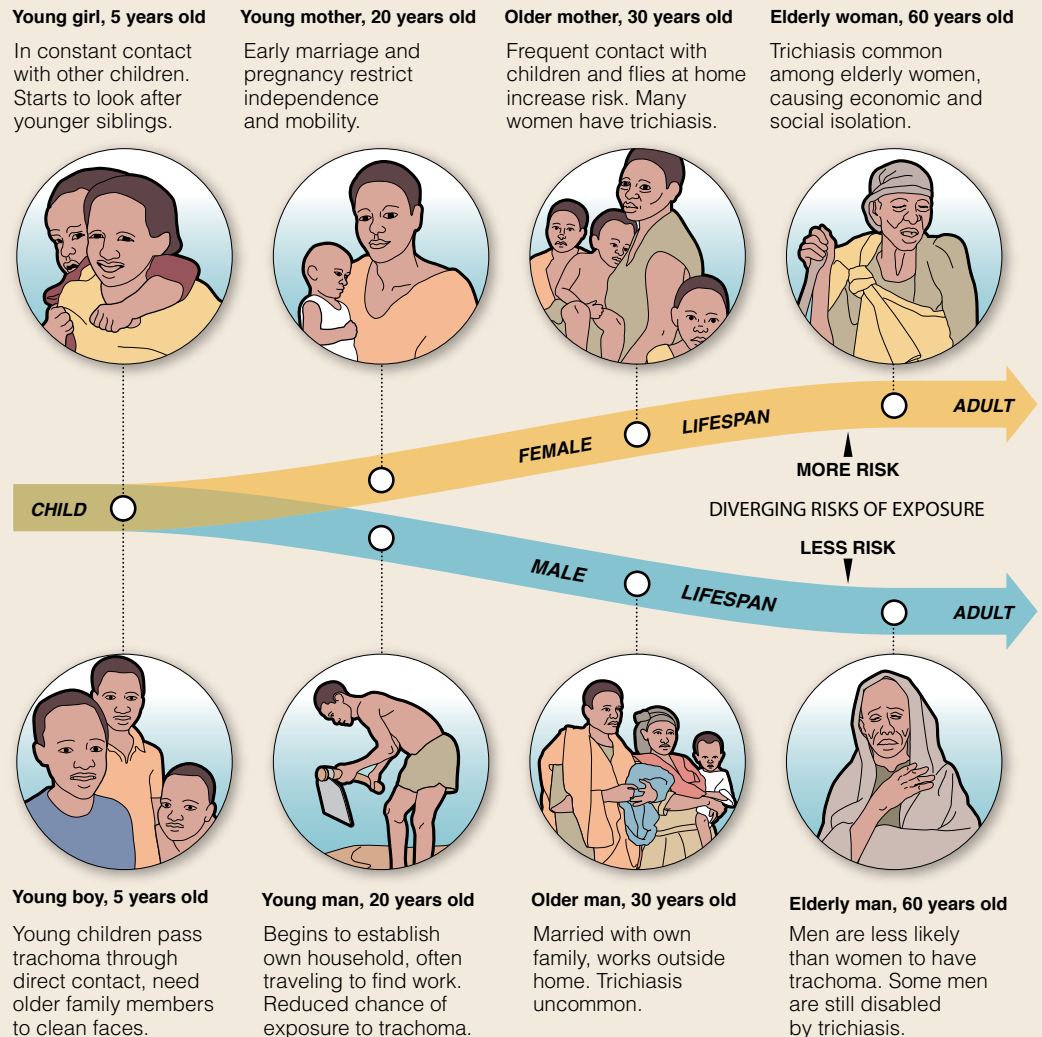 Young girl, 5 years old
In constant contact
with other children.
Starts to look after
younger siblings.
Young mother, 20 years old
Early marriage and
pregnancy restrict
independence
and mobility.
Older mother, 30 years old
Frequent contact with
children and flies at home
increase risk. Many
women have trichiasis.
Elderly woman, 60 years old
Trichiasis common
among elderly women,
causing economic and
social isolation.
CHILD
FEMALE LIFESPAN
ADULT
MORE RISK
DIVERGING RISKS OF EXPOSURE
LESS RISK
MALE LIFESPAN
ADULT
Young boy, 5 years old
Young children pass
trachoma through
direct contact, need
older family members
to clean faces.
Young man, 20 years old
Begins to establish
own household, often
traveling to find work.
Reduced chance of
exposure to trachoma.
Older man, 30 years old
Married with own
family, works outside
home. Trichiasis
uncommon.
Elderly man, 60 years old
Men are less likely
than women to have
trachoma. Some men
are still disabled
by trichiasis.